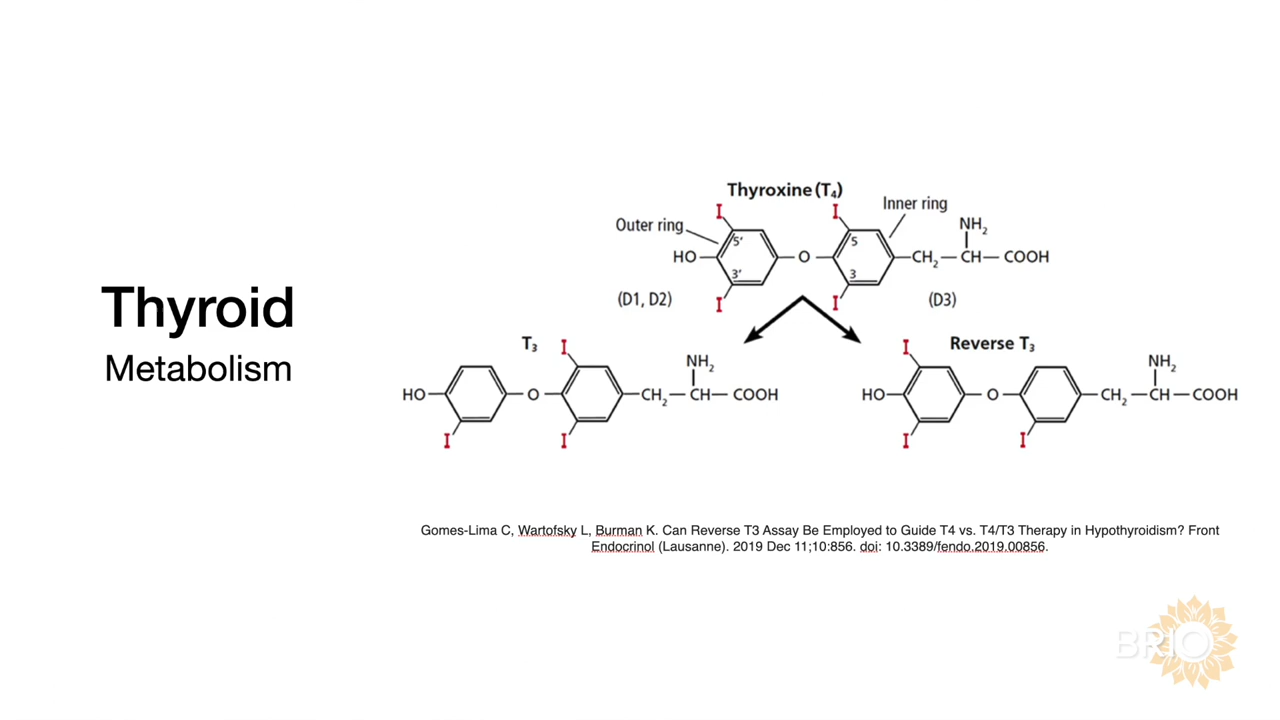 Thyroid
Metabolism
Thyroxine (T₄)
Inner ring
Outer ring
I
I
NH₂
5'
5
HO
O
CH₂
CH
COOH
3'
3
I
I
(D1, D2)
(D3)
T₃
I
NH₂
HO
O
CH₂
CH
COOH
I
I
Reverse T₃
I
NH₂
HO
O
CH₂
CH
COOH
I
I
Gomes-Lima C, Wartofsky L, Burman K. Can Reverse T3 Assay Be Employed to Guide T4 vs. T4/T3 Therapy in Hypothyroidism? Front
Endocrinol (Lausanne). 2019 Dec 11;10:856. doi: 10.3389/fendo.2019.00856.
BRIO